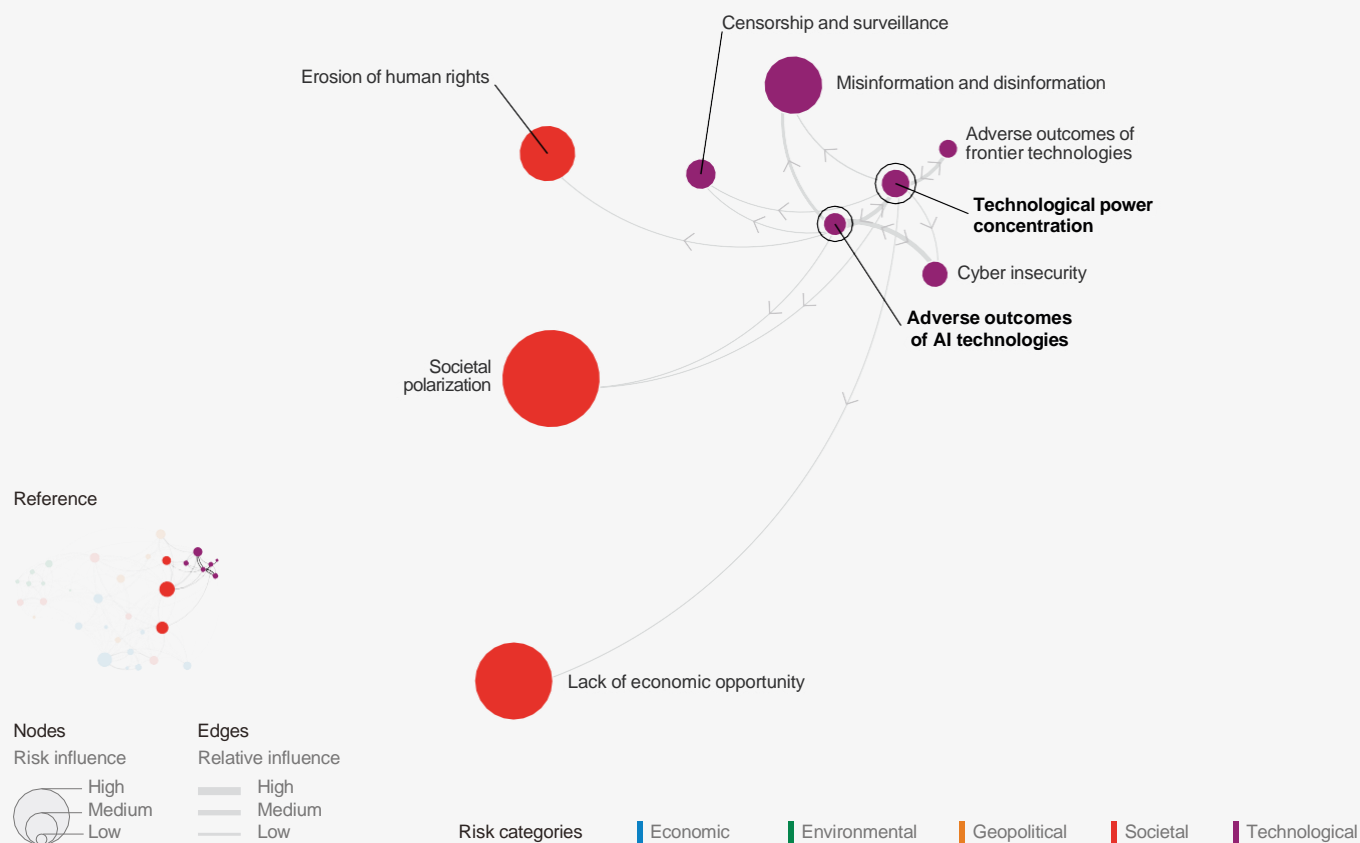 Censorship and surveillance
Erosion of human rights
Misinformation and disinformation
Adverse outcomes of
frontier technologies
Technological power
concentration
Cyber insecurity
Adverse outcomes
of AI technologies
Societal
polarization
Lack of economic opportunity
Reference
Nodes
Risk influence
High
Medium
Low
Edges
Relative influence
High
Medium
Low
Risk categories
Economic
Environmental
Geopolitical
Societal
Technological